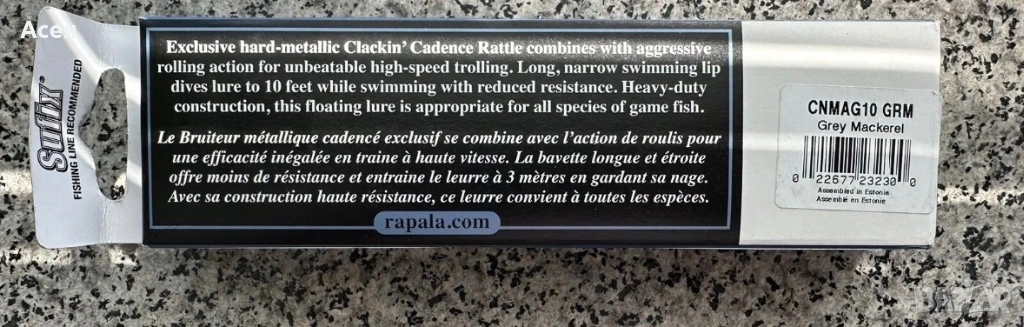 Acer
Sufix®
FISHING LINE RECOMMENDED
Exclusive hard-metallic Clackin' Cadence Rattle combines with aggressive
rolling action for unbeatable high-speed trolling. Long, narrow swimming lip
dives lure to 10 feet while swimming with reduced resistance. Heavy-duty
construction, this floating lure is appropriate for all species of game fish.
Le Bruiteur métallique cadencé exclusif se combine avec l'action de roulis pour
une efficacité inégalée en traine à haute vitesse. La bavette longue et étroite
offre moins de résistance et entraine le leurre à 3 mètres en gardant sa nage.
Avec sa construction haute résistance, ce leurre convient à toutes les espèces.
rapala.com
CNMAG10 GRM
Grey Mackerel
0 22677 23230 0
Assembled in Estonia
Assemblé en Estonie
BAZAR